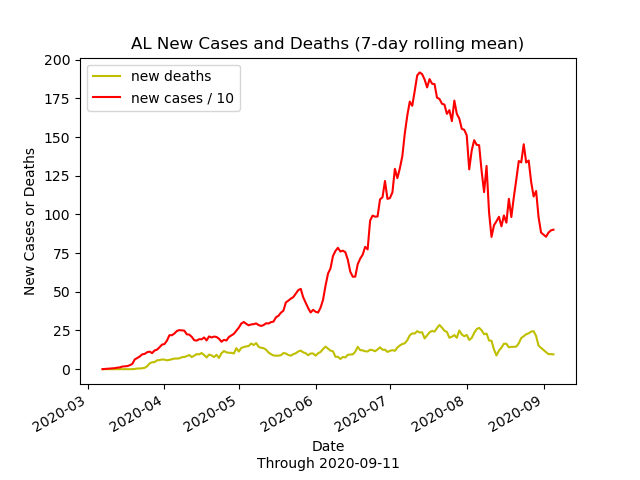 AL New Cases and Deaths (7-day rolling mean)
new deaths
new cases / 10
200
175
150
125
100
75
50
25
0
New Cases or Deaths
2020-03
2020-04
2020-05
2020-06
2020-07
2020-08
2020-09
Date
Through 2020-09-11